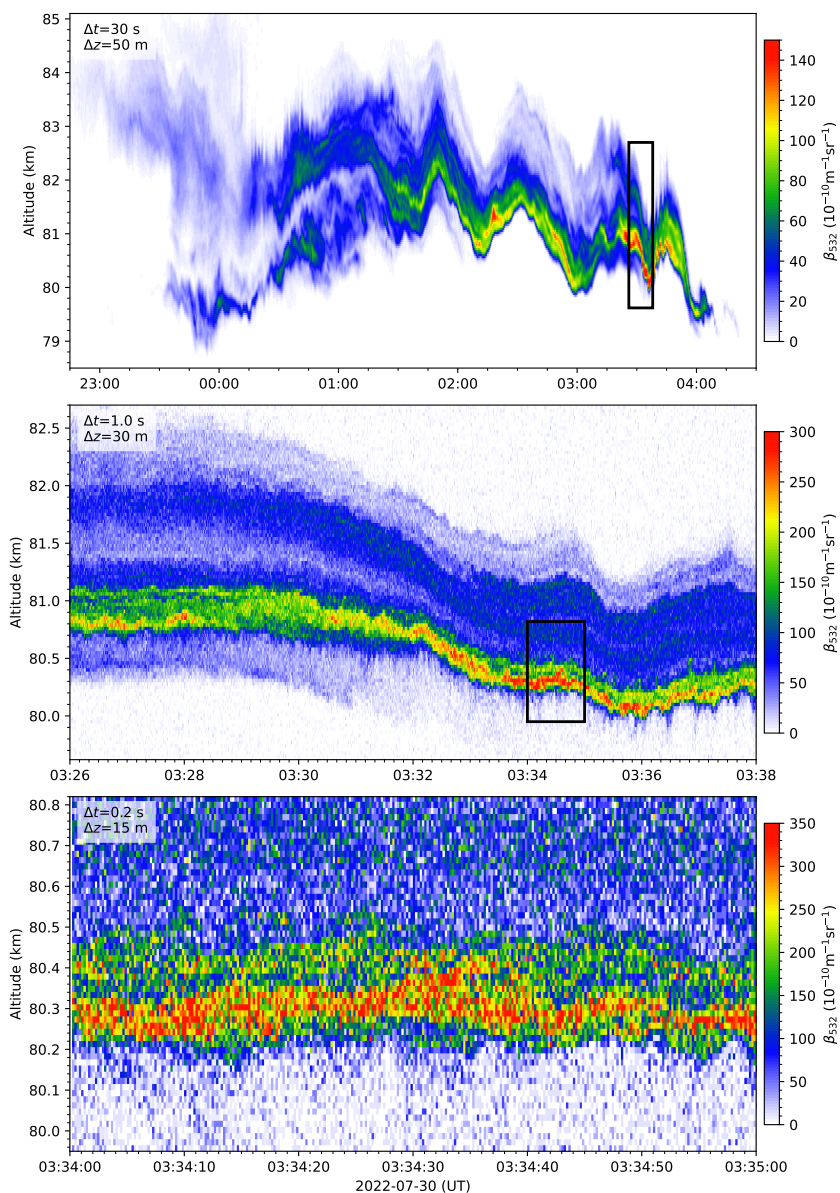 Δt=30 s
Δz=50 m
85
84
83
82
81
80
79
Altitude (km)
23:00 00:00 01:00 02:00 03:00 04:00
140
120
100
80
60
40
20
0
β532 (10⁻¹⁰m⁻¹sr⁻¹)
Δt=1.0 s
Δz=30 m
82.5
82.0
81.5
81.0
80.5
80.0
Altitude (km)
03:26 03:28 03:30 03:32 03:34 03:36 03:38
300
250
200
150
100
50
0
β532 (10⁻¹⁰m⁻¹sr⁻¹)
Δt=0.2 s
Δz=15 m
80.8
80.7
80.6
80.5
80.4
80.3
80.2
80.1
80.0
Altitude (km)
03:34:00 03:34:10 03:34:20 03:34:30 03:34:40 03:34:50 03:35:00
2022-07-30 (UT)
350
300
250
200
150
100
50
0
β532 (10⁻¹⁰m⁻¹sr⁻¹)